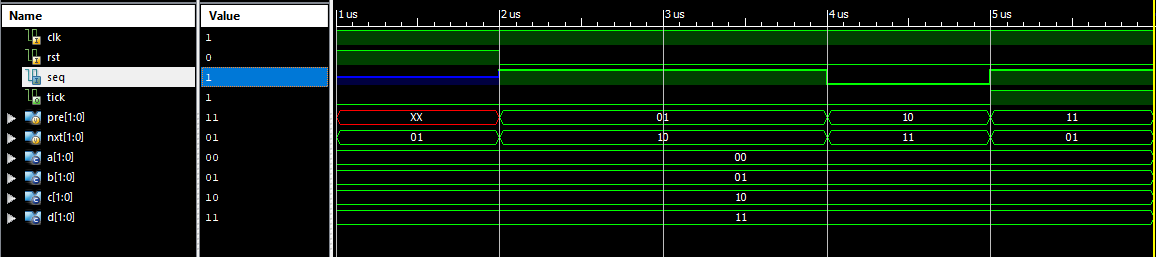 Name Value 1 us 2 us 3 us 4 us 5 us
clk 1
rst 0
seq 1
tick 1
pre[1:0] 11 XX 01 10 11
nxt[1:0] 01 01 10 11 01
a[1:0] 00 00
b[1:0] 01 01
c[1:0] 10 10
d[1:0] 11 11